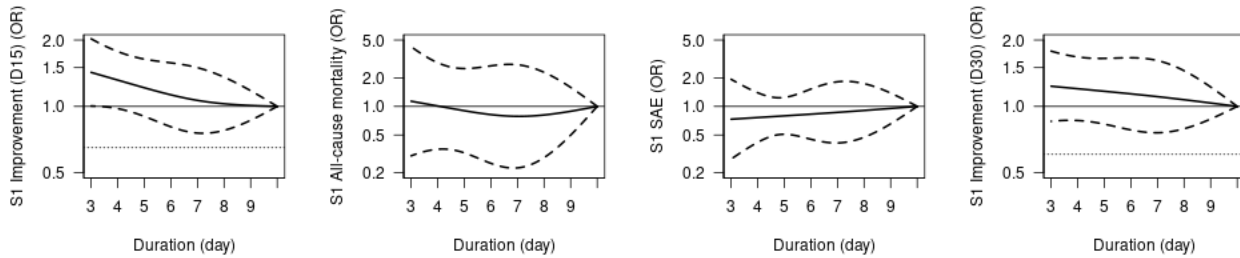 S1 Improvement (D15) (OR)
2.0
1.5
1.0
0.5
3 4 5 6 7 8 9
Duration (day)
S1 All-cause mortality (OR)
5.0
2.0
1.0
0.5
0.2
3 4 5 6 7 8 9
Duration (day)
S1 SAE (OR)
5.0
2.0
1.0
0.5
0.2
3 4 5 6 7 8 9
Duration (day)
S1 Improvement (D30) (OR)
2.0
1.5
1.0
0.5
3 4 5 6 7 8 9
Duration (day)